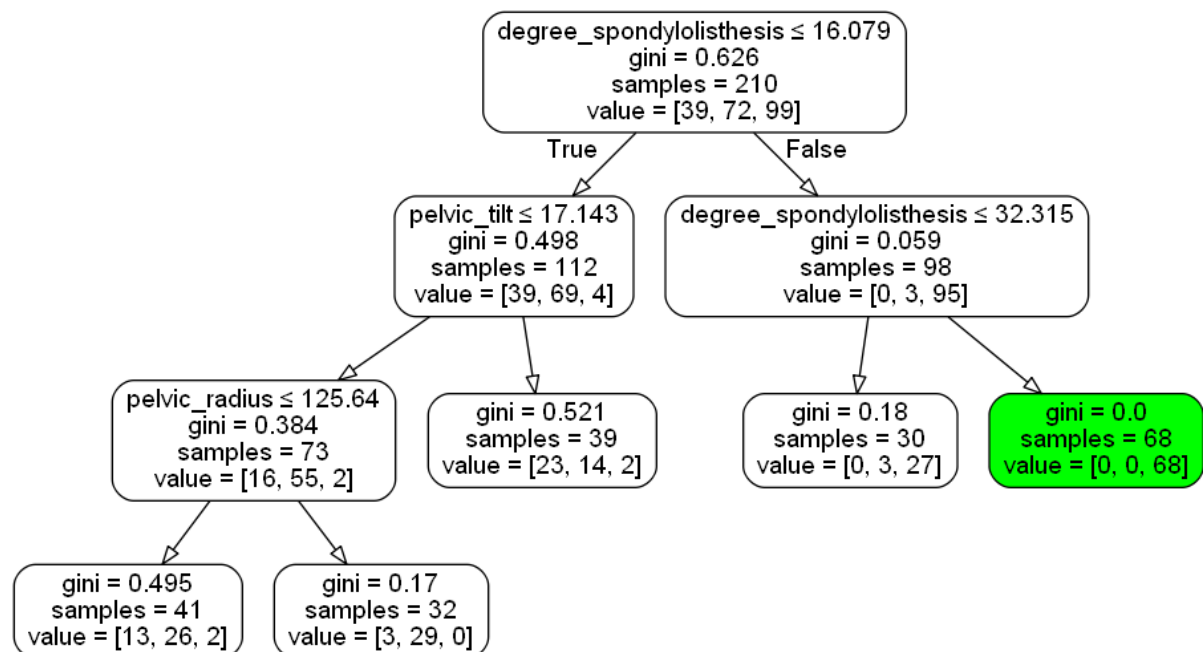 degree_spondylolisthesis ≤ 16.079
gini = 0.626
samples = 210
value = [39, 72, 99]
True
False
pelvic_tilt ≤ 17.143
gini = 0.498
samples = 112
value = [39, 69, 4]
degree_spondylolisthesis ≤ 32.315
gini = 0.059
samples = 98
value = [0, 3, 95]
pelvic_radius ≤ 125.64
gini = 0.384
samples = 73
value = [16, 55, 2]
gini = 0.521
samples = 39
value = [23, 14, 2]
gini = 0.18
samples = 30
value = [0, 3, 27]
gini = 0.0
samples = 68
value = [0, 0, 68]
gini = 0.495
samples = 41
value = [13, 26, 2]
gini = 0.17
samples = 32
value = [3, 29, 0]